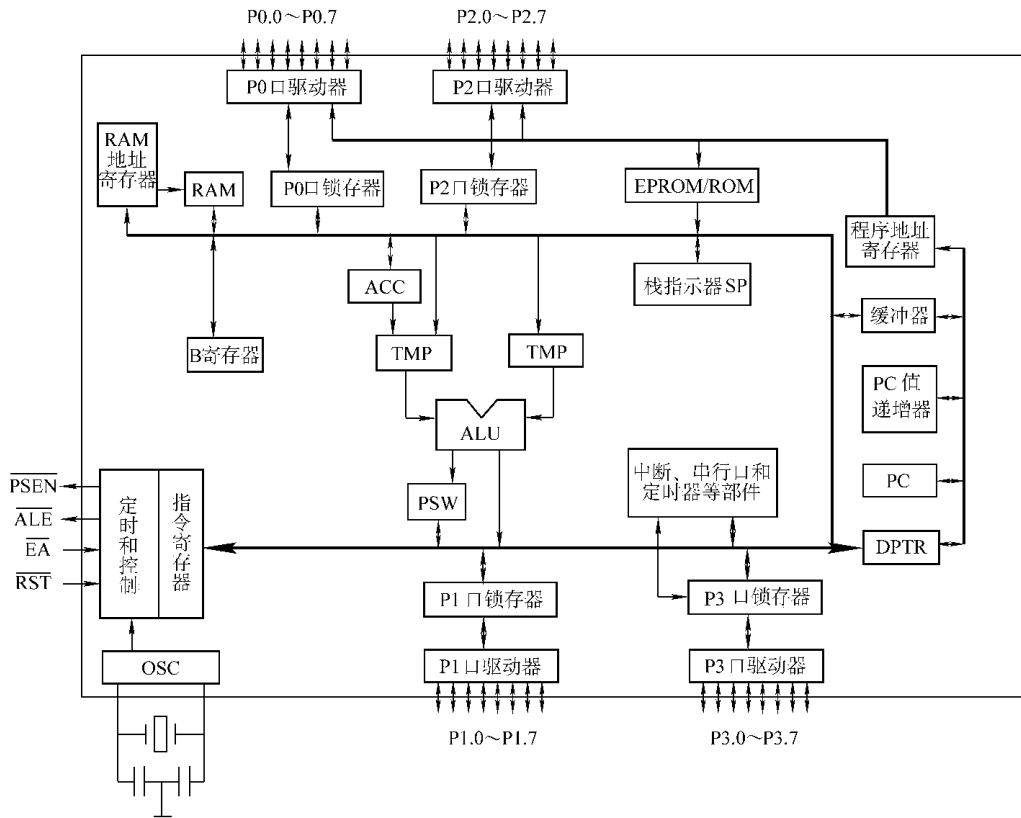 P0.0～P0.7
P2.0～P2.7
P0口驱动器
P2口驱动器
RAM
地址
寄存器
RAM
P0口锁存器
P2口锁存器
EPROM/ROM
程序地址
寄存器
ACC
栈指示器SP
缓冲器
B寄存器
TMP
TMP
PC值
递增器
ALU
PSEN
ALE
EA
RST
定时和控制
指令寄存器
PSW
中断、串行口和
定时器等部件
PC
DPTR
P1口锁存器
P3口锁存器
OSC
P1口驱动器
P3口驱动器
P1.0～P1.7
P3.0～P3.7